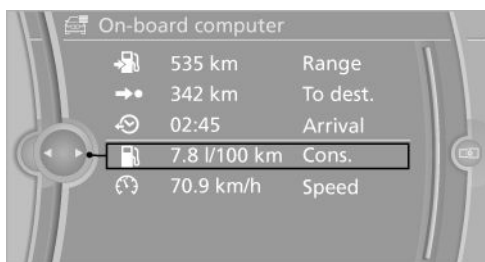 On-board computer
535 km Range
342 km To dest.
02:45 Arrival
7.8 l/100 km Cons.
70.9 km/h Speed